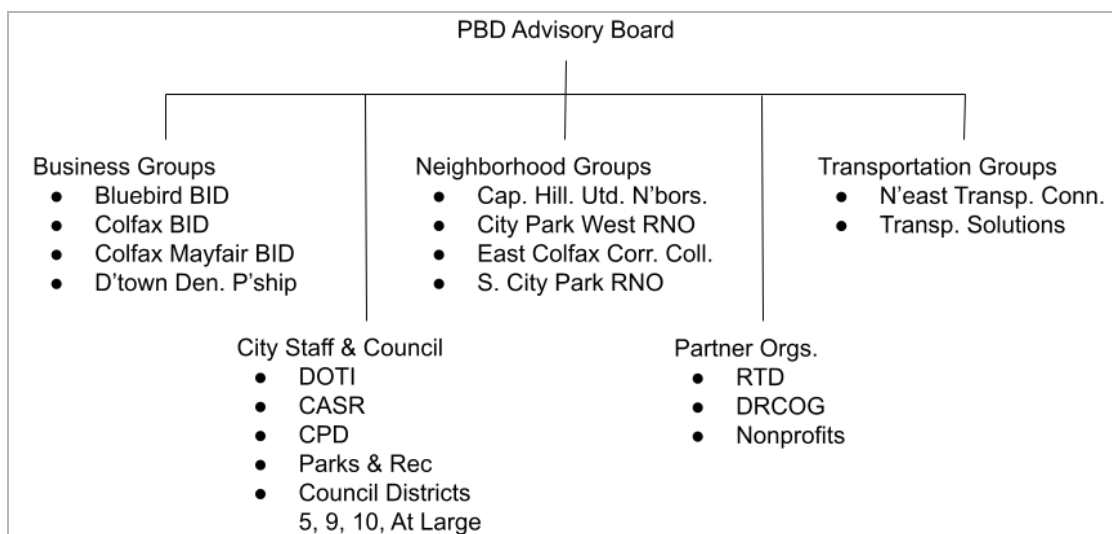 PBD Advisory Board
Business Groups
● Bluebird BID
● Colfax BID
● Colfax Mayfair BID
● D’town Den. P’ship
Neighborhood Groups
● Cap. Hill. Utd. N’bors.
● City Park West RNO
● East Colfax Corr. Coll.
● S. City Park RNO
Transportation Groups
● N’east Transp. Conn.
● Transp. Solutions
City Staff & Council
● DOTI
● CASR
● CPD
● Parks & Rec
● Council Districts
5, 9, 10, At Large
Partner Orgs.
● RTD
● DRCOG
● Nonprofits